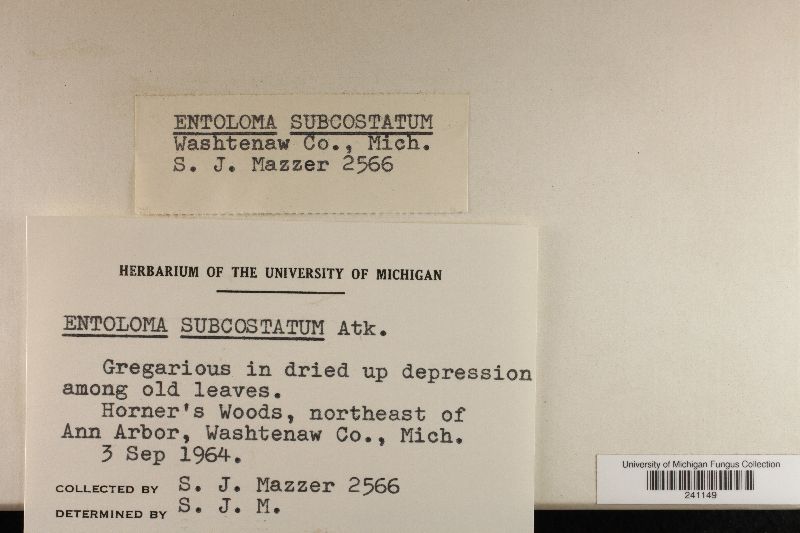 ENTOLOMA SUBCOSTATUM
Washtenaw Co., Mich.
S. J. Mazzer 2566
HERBARIUM OF THE UNIVERSITY OF MICHIGAN
ENTOLOMA SUBCOSTATUM Atk.
Gregarious in dried up depression
among old leaves.
Horner's Woods, northeast of
Ann Arbor, Washtenaw Co., Mich.
3 Sep 1964.
COLLECTED BY S. J. Mazzer 2566
DETERMINED BY S. J. M.
University of Michigan Fungus Collection
241149